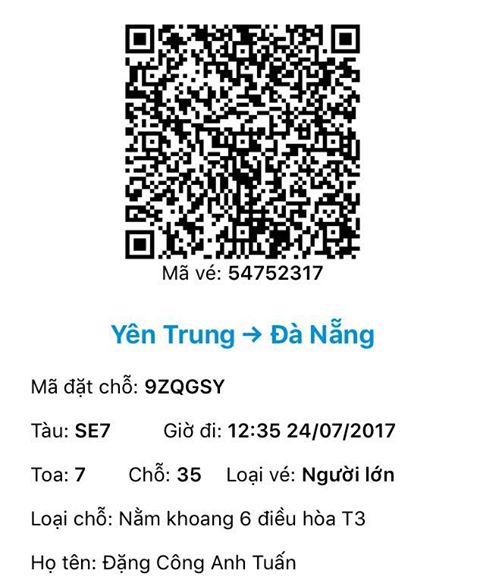 Mã vé: 54752317
Yên Trung → Đà Nẵng
Mã đặt chỗ: 9ZQGSY
Tàu: SE7 Giờ đi: 12:35 24/07/2017
Toa: 7 Chỗ: 35 Loại vé: Người lớn
Loại chỗ: Nằm khoang 6 điều hòa T3
Họ tên: Đặng Công Anh Tuấn